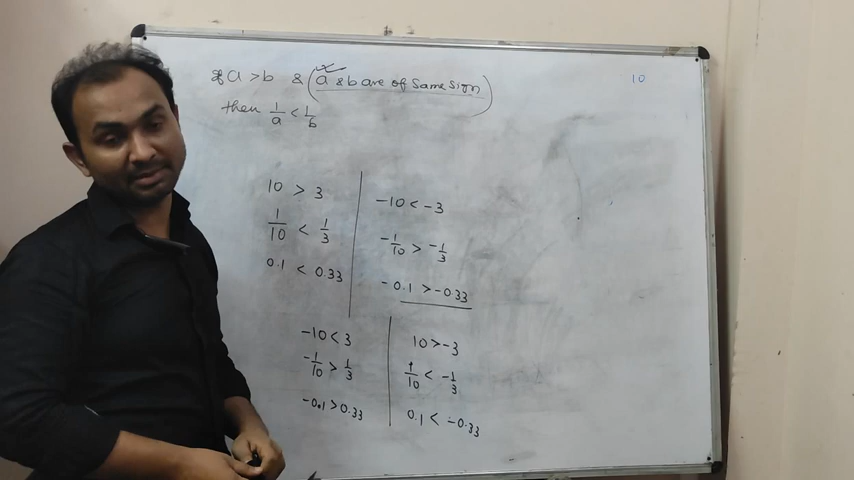 If a > b & (a & b are of same sign)
10
then 1/a < 1/b
10 > 3
1/10 < 1/3
0.1 < 0.33
-10 < -3
-1/10 > -1/3
-0.1 > -0.33
-10 < 3
-1/10 > 1/3
-0.1 > 0.33
10 > -3
1/10 < -1/3
0.1 < -0.33